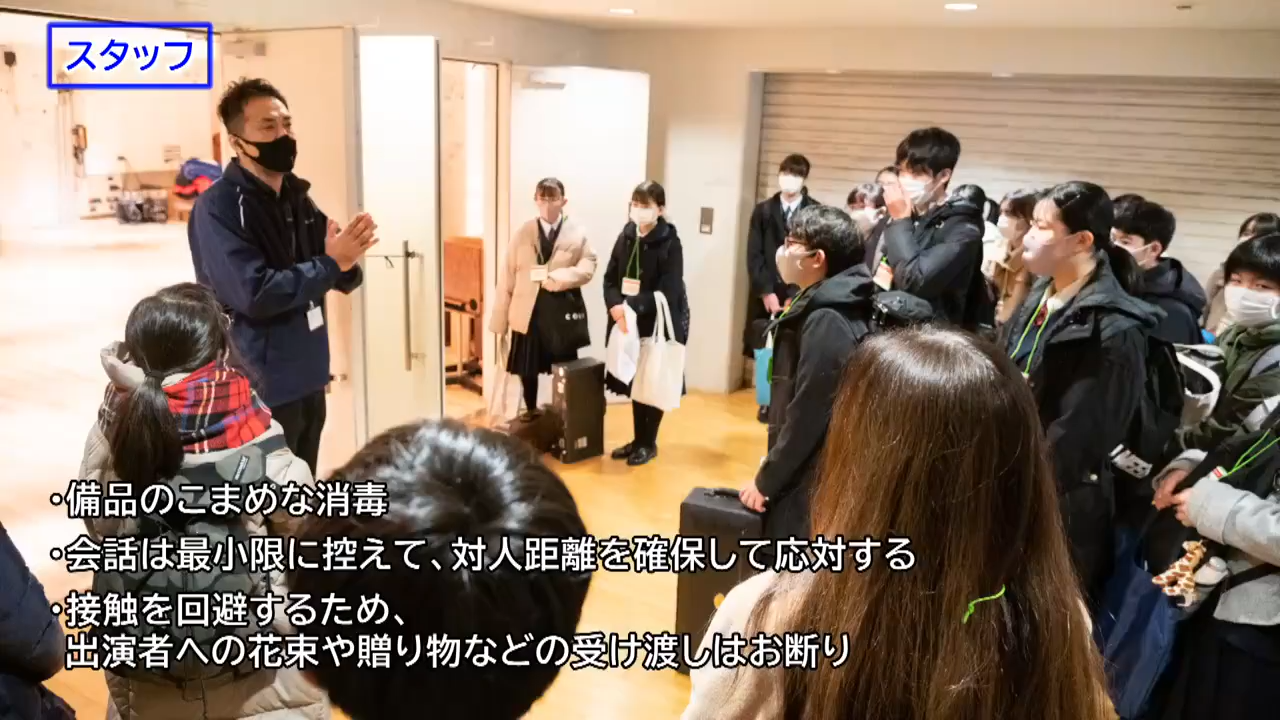 スタッフ
・備品のこまめな消毒
・会話は最小限に控えて、対人距離を確保して応対する
・接触を回避するため、
出演者への花束や贈り物などの受け渡しはお断り